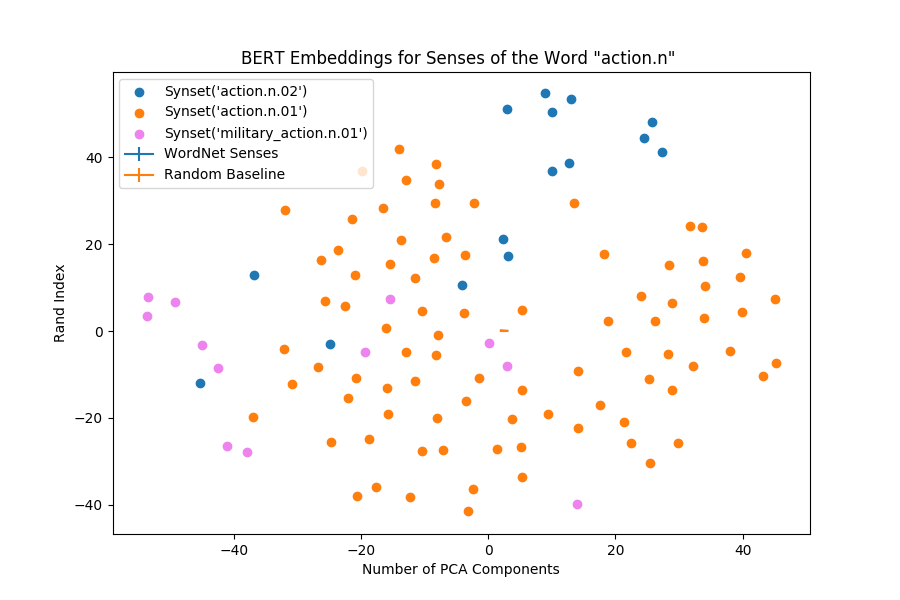 BERT Embeddings for Senses of the Word "action.n"
Synset('action.n.02')
Synset('action.n.01')
Synset('military_action.n.01')
WordNet Senses
Random Baseline
40
20
0
−20
−40
Rand Index
−40 −20 0 20 40
Number of PCA Components